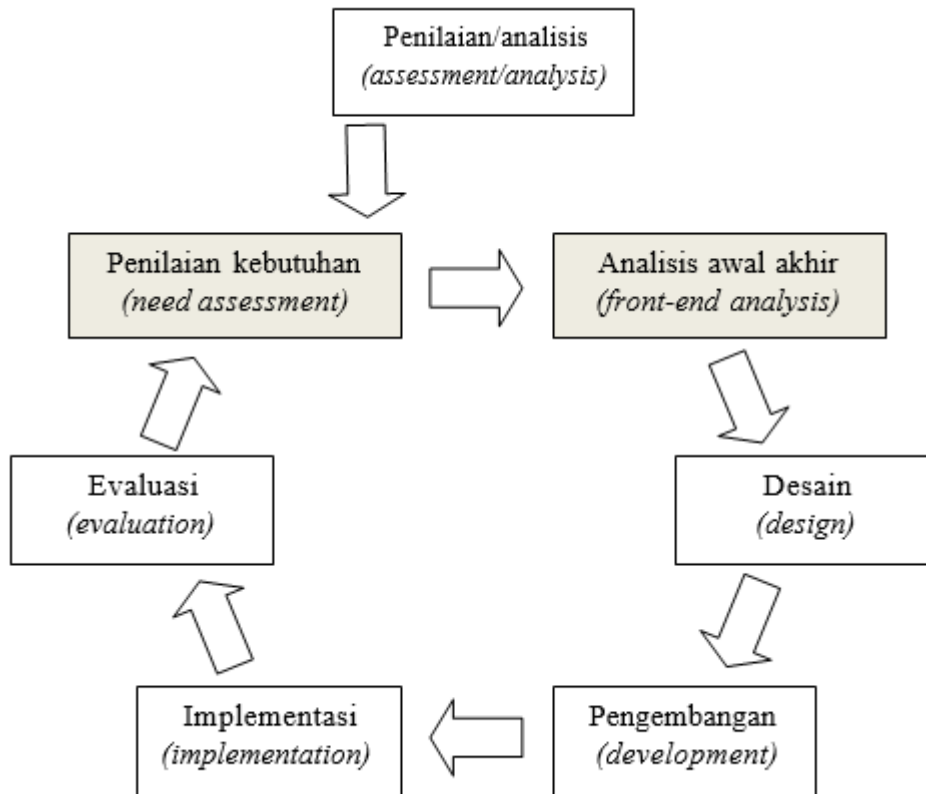 Penilaian/analisis
(assessment/analysis)
Penilaian kebutuhan
(need assessment)
Analisis awal akhir
(front-end analysis)
Evaluasi
(evaluation)
Desain
(design)
Implementasi
(implementation)
Pengembangan
(development)